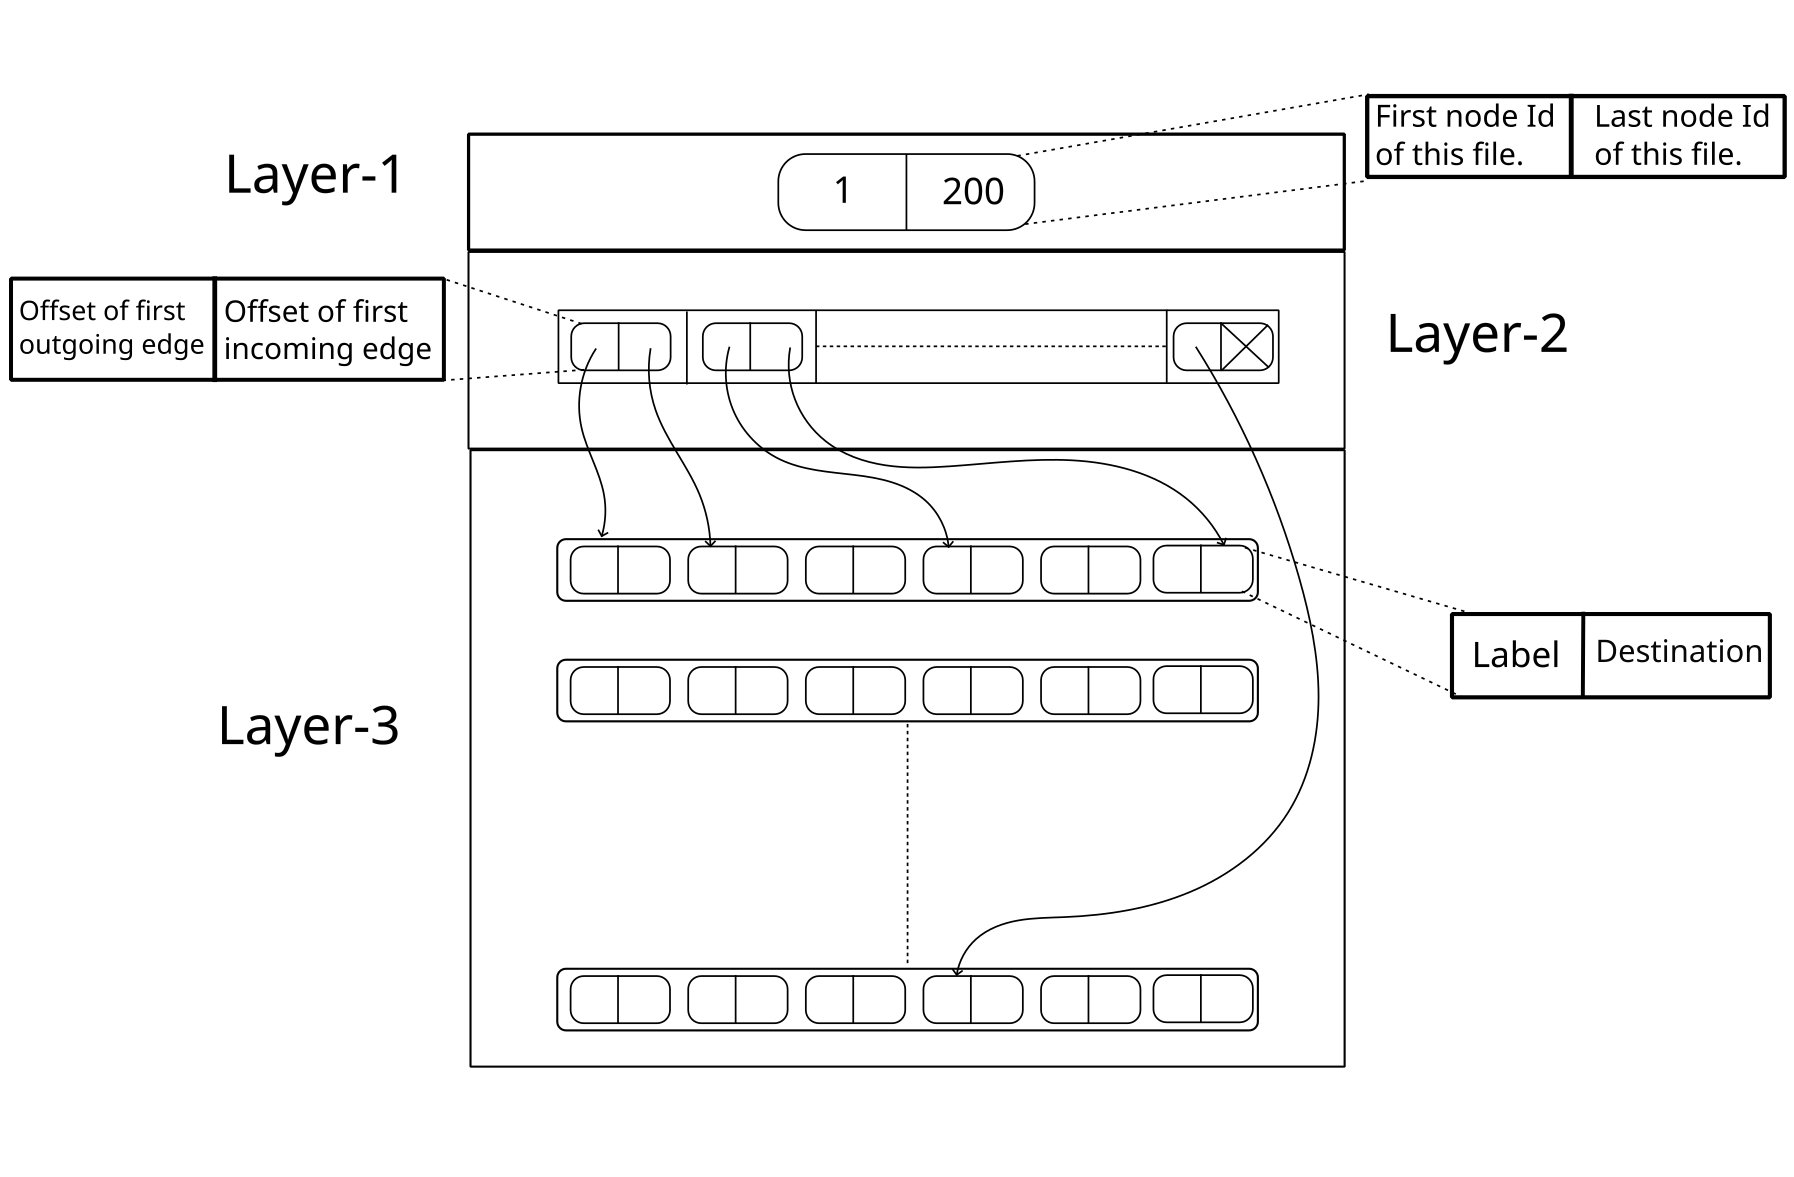 First node Id
of this file.
Last node Id
of this file.
Layer-1
1
200
Offset of first
outgoing edge
Offset of first
incoming edge
Layer-2
Label
Destination
Layer-3